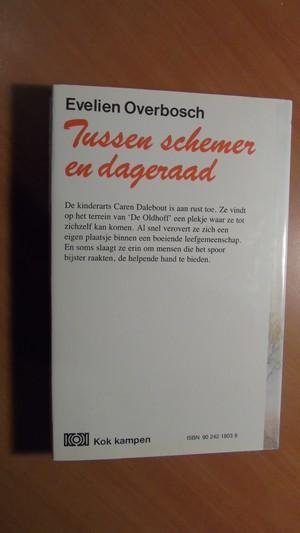 Evelien Overbosch
Tussen schemer
en dageraad
De kinderarts Caren Dalebout is aan rust toe. Ze vindt
op het terrein van 'De Oldhoff' een plekje waar ze tot
zichzelf kan komen. Al snel verovert ze zich een
eigen plaatsje binnen een boeiende leefgemeenschap.
En soms slaagt ze erin om mensen die het spoor
bijster raakten, de helpende hand te bieden.
KOK Kok kampen
ISBN 90 242 1803 9